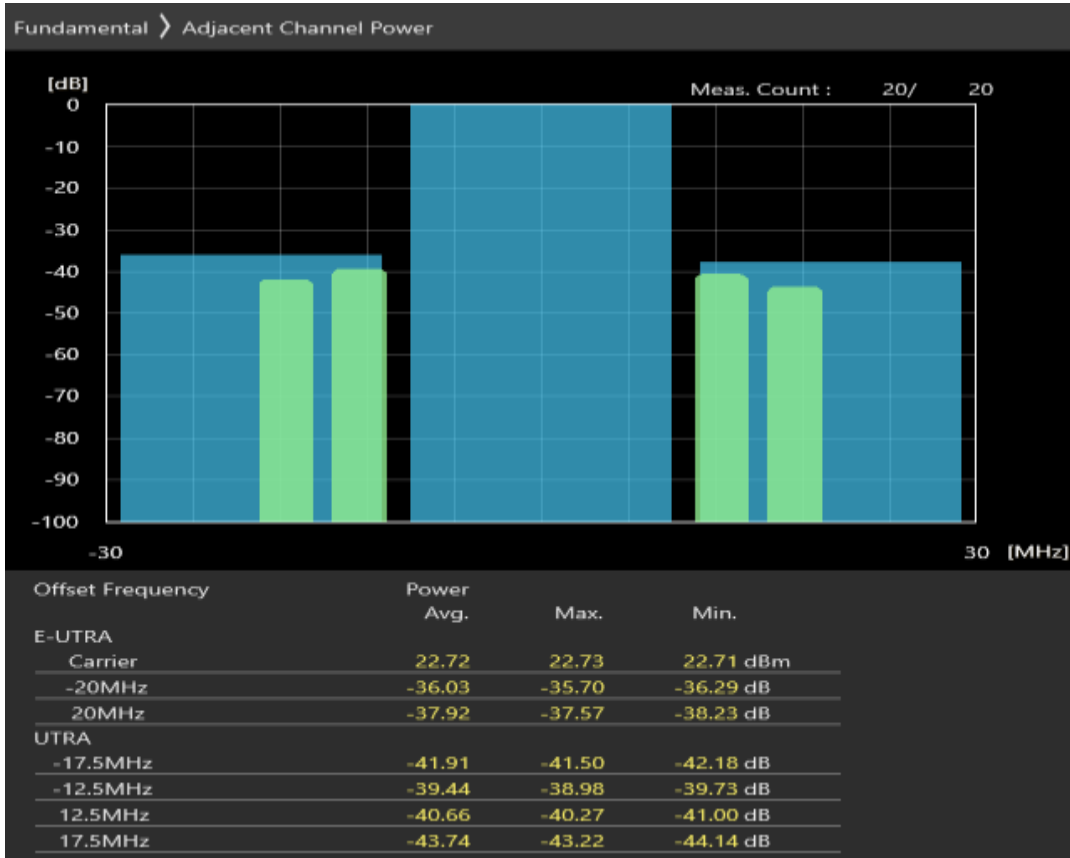 Fundamental 〉 Adjacent Channel Power
[dB]
Meas. Count : 20/ 20
0
-10
-20
-30
-40
-50
-60
-70
-80
-90
-100
-30 30 [MHz]
Offset Frequency Power
Avg. Max. Min.
E-UTRA
Carrier 22.72 22.73 22.71 dBm
-20MHz -36.03 -35.70 -36.29 dB
20MHz -37.92 -37.57 -38.23 dB
UTRA
-17.5MHz -41.91 -41.50 -42.18 dB
-12.5MHz -39.44 -38.98 -39.73 dB
12.5MHz -40.66 -40.27 -41.00 dB
17.5MHz -43.74 -43.22 -44.14 dB